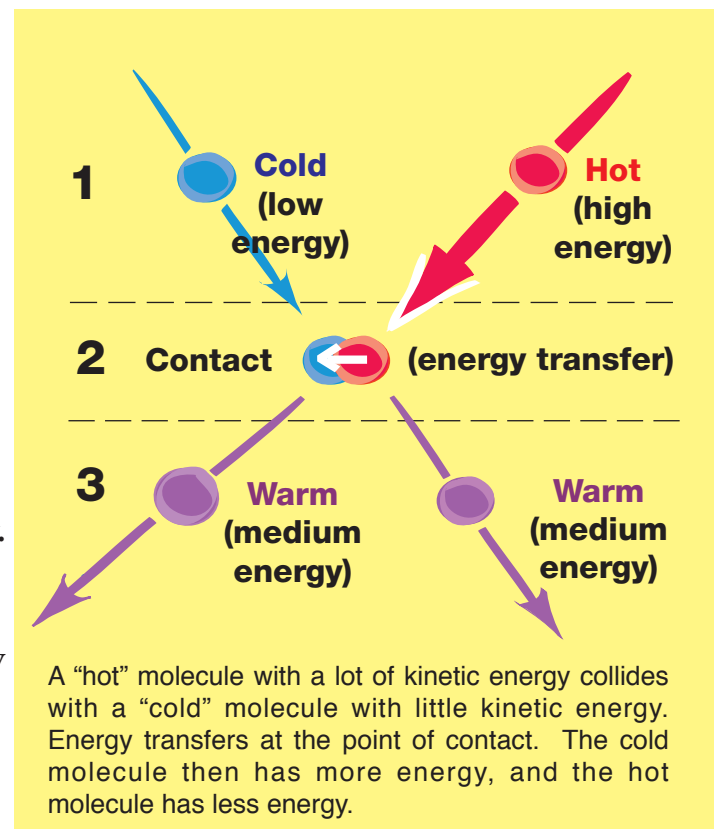 1
Cold
(low
energy)
Hot
(high
energy)
2 Contact (energy transfer)
3
Warm
(medium
energy)
Warm
(medium
energy)
A “hot” molecule with a lot of kinetic energy collides
with a “cold” molecule with little kinetic energy.
Energy transfers at the point of contact. The cold
molecule then has more energy, and the hot
molecule has less energy.